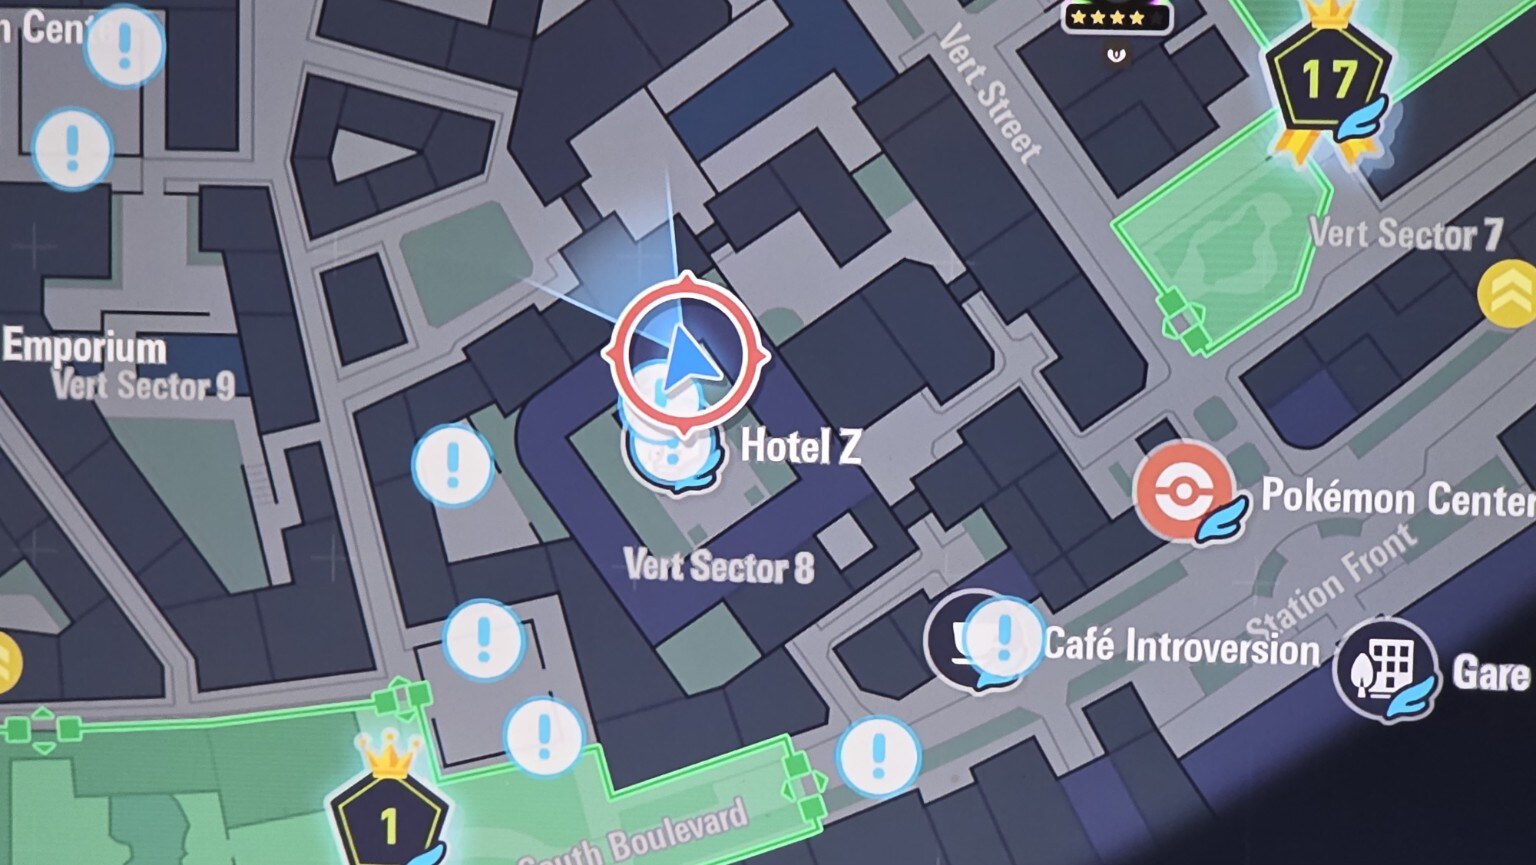 n Cen
Vert Street
17
Vert Sector 7
Emporium
Vert Sector 9
Hotel Z
Pokémon Center
Vert Sector 8
Station Front
Café Introversion
Gare
1
South Boulevard